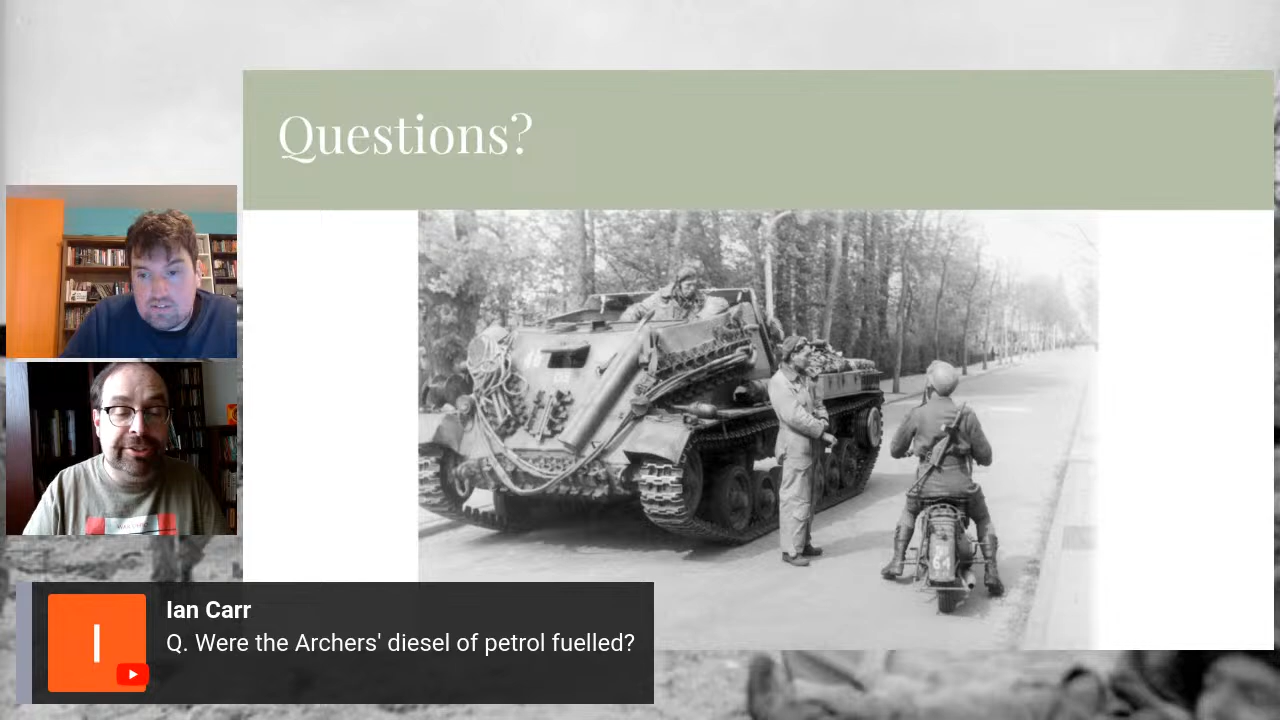 Questions?
Ian Carr
Q. Were the Archers' diesel of petrol fuelled?
I